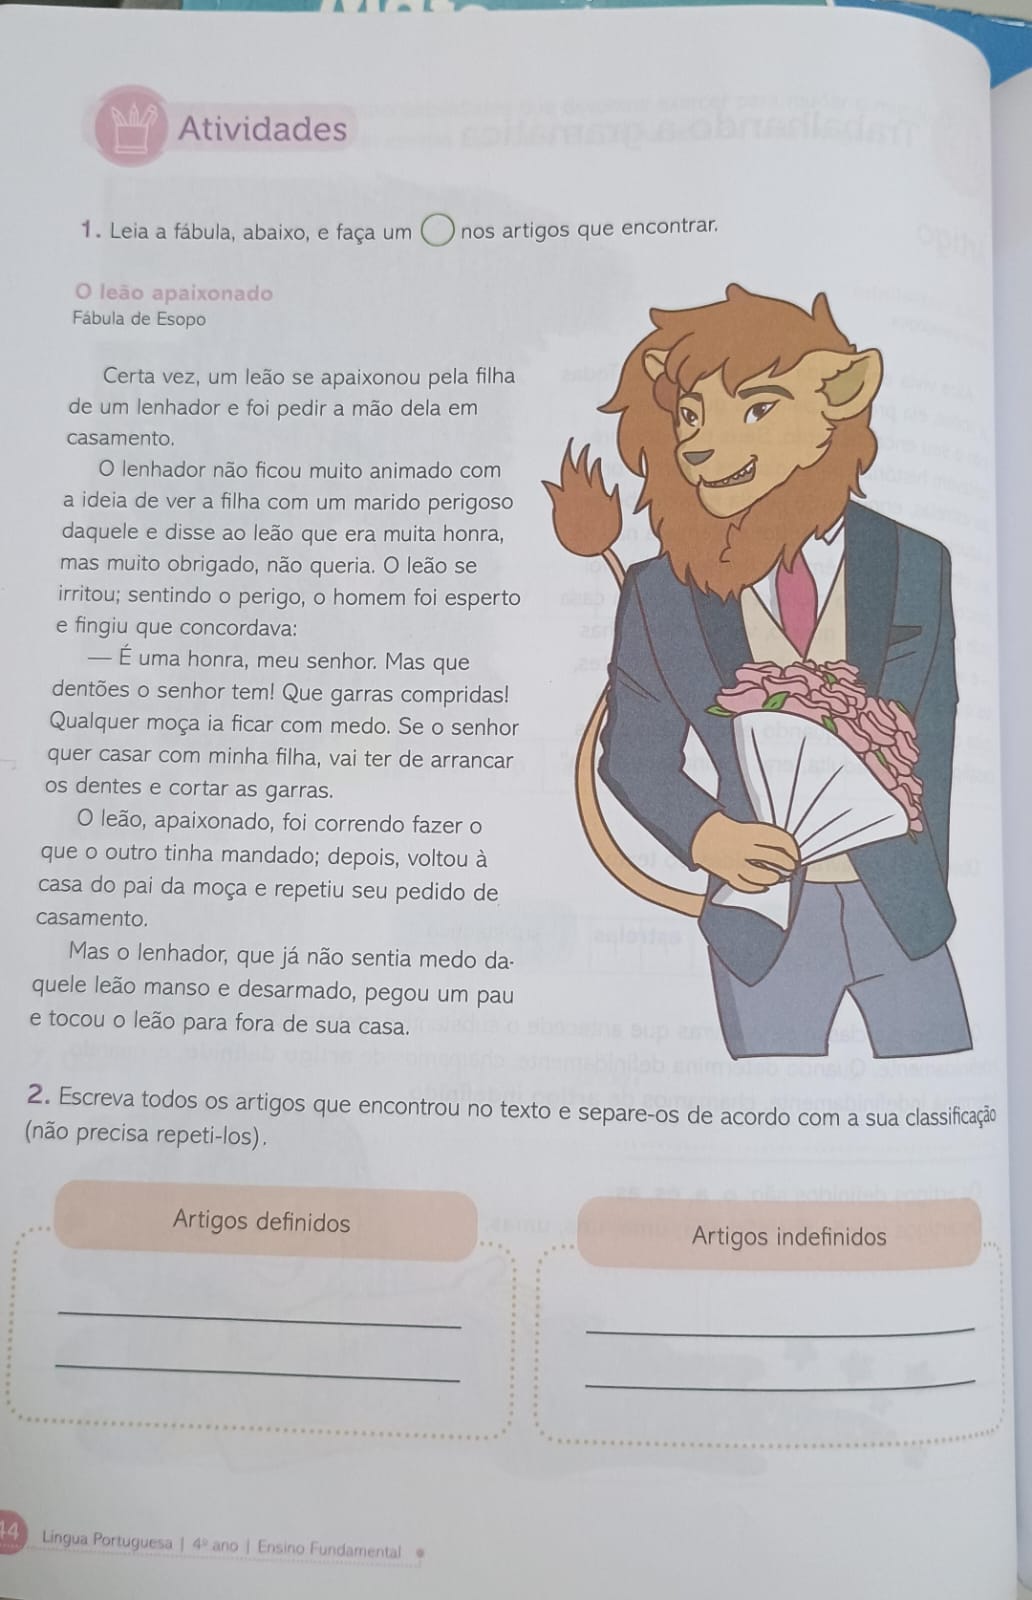 Atividades
1. Leia a fábula, abaixo, e faça um nos artigos que encontrar.
O leão apaixonado
Fábula de Esopo
Certa vez, um leão se apaixonou pela filha
de um lenhador e foi pedir a mão dela em
casamento.
O lenhador não ficou muito animado com
a ideia de ver a filha com um marido perigoso
daquele e disse ao leão que era muita honra,
mas muito obrigado, não queria. O leão se
irritou; sentindo o perigo, o homem foi esperto
e fingiu que concordava:
— É uma honra, meu senhor. Mas que
dentões o senhor tem! Que garras compridas!
Qualquer moça ia ficar com medo. Se o senhor
quer casar com minha filha, vai ter de arrancar
os dentes e cortar as garras.
O leão, apaixonado, foi correndo fazer o
que o outro tinha mandado; depois, voltou à
casa do pai da moça e repetiu seu pedido de
casamento.
Mas o lenhador, que já não sentia medo da-
quele leão manso e desarmado, pegou um pau
e tocou o leão para fora de sua casa.
2. Escreva todos os artigos que encontrou no texto e separe-os de acordo com a sua classificação
(não precisa repeti-los).
Artigos definidos
Artigos indefinidos
44 Língua Portuguesa | 4º ano | Ensino Fundamental